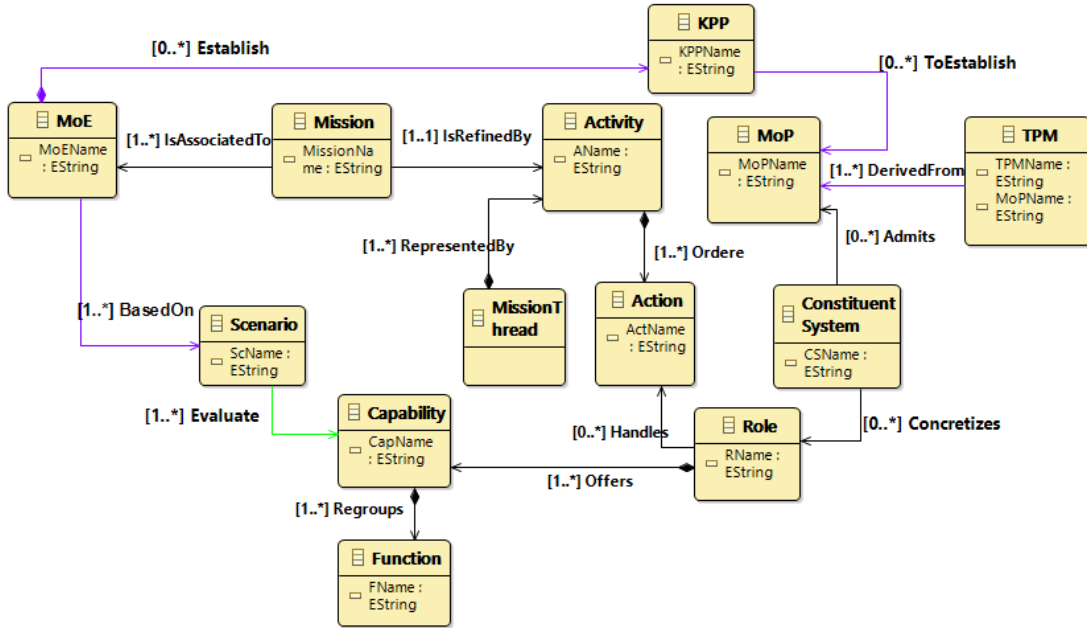 KPP
KPPName
: EString
[0..*] Establish
[0..*] ToEstablish
MoE
MoEName
: EString
[1..*] IsAssociatedTo
Mission
MissionNa
me : EString
[1..1] IsRefinedBy
Activity
AName :
EString
MoP
MoPName
: EString
[1..*] DerivedFrom
TPM
TPMName :
EString
MoPName :
EString
[1..*] RepresentedBy
[1..*] Ordere
[0..*] Admits
[1..*] BasedOn
Scenario
ScName :
EString
MissionT
hread
Action
ActName
: EString
Constituent
System
CSName :
EString
[1..*] Evaluate
Capability
CapName
: EString
[0..*] Handles
Role
RName :
EString
[0..*] Concretizes
[1..*] Offers
[1..*] Regroups
Function
FName :
EString